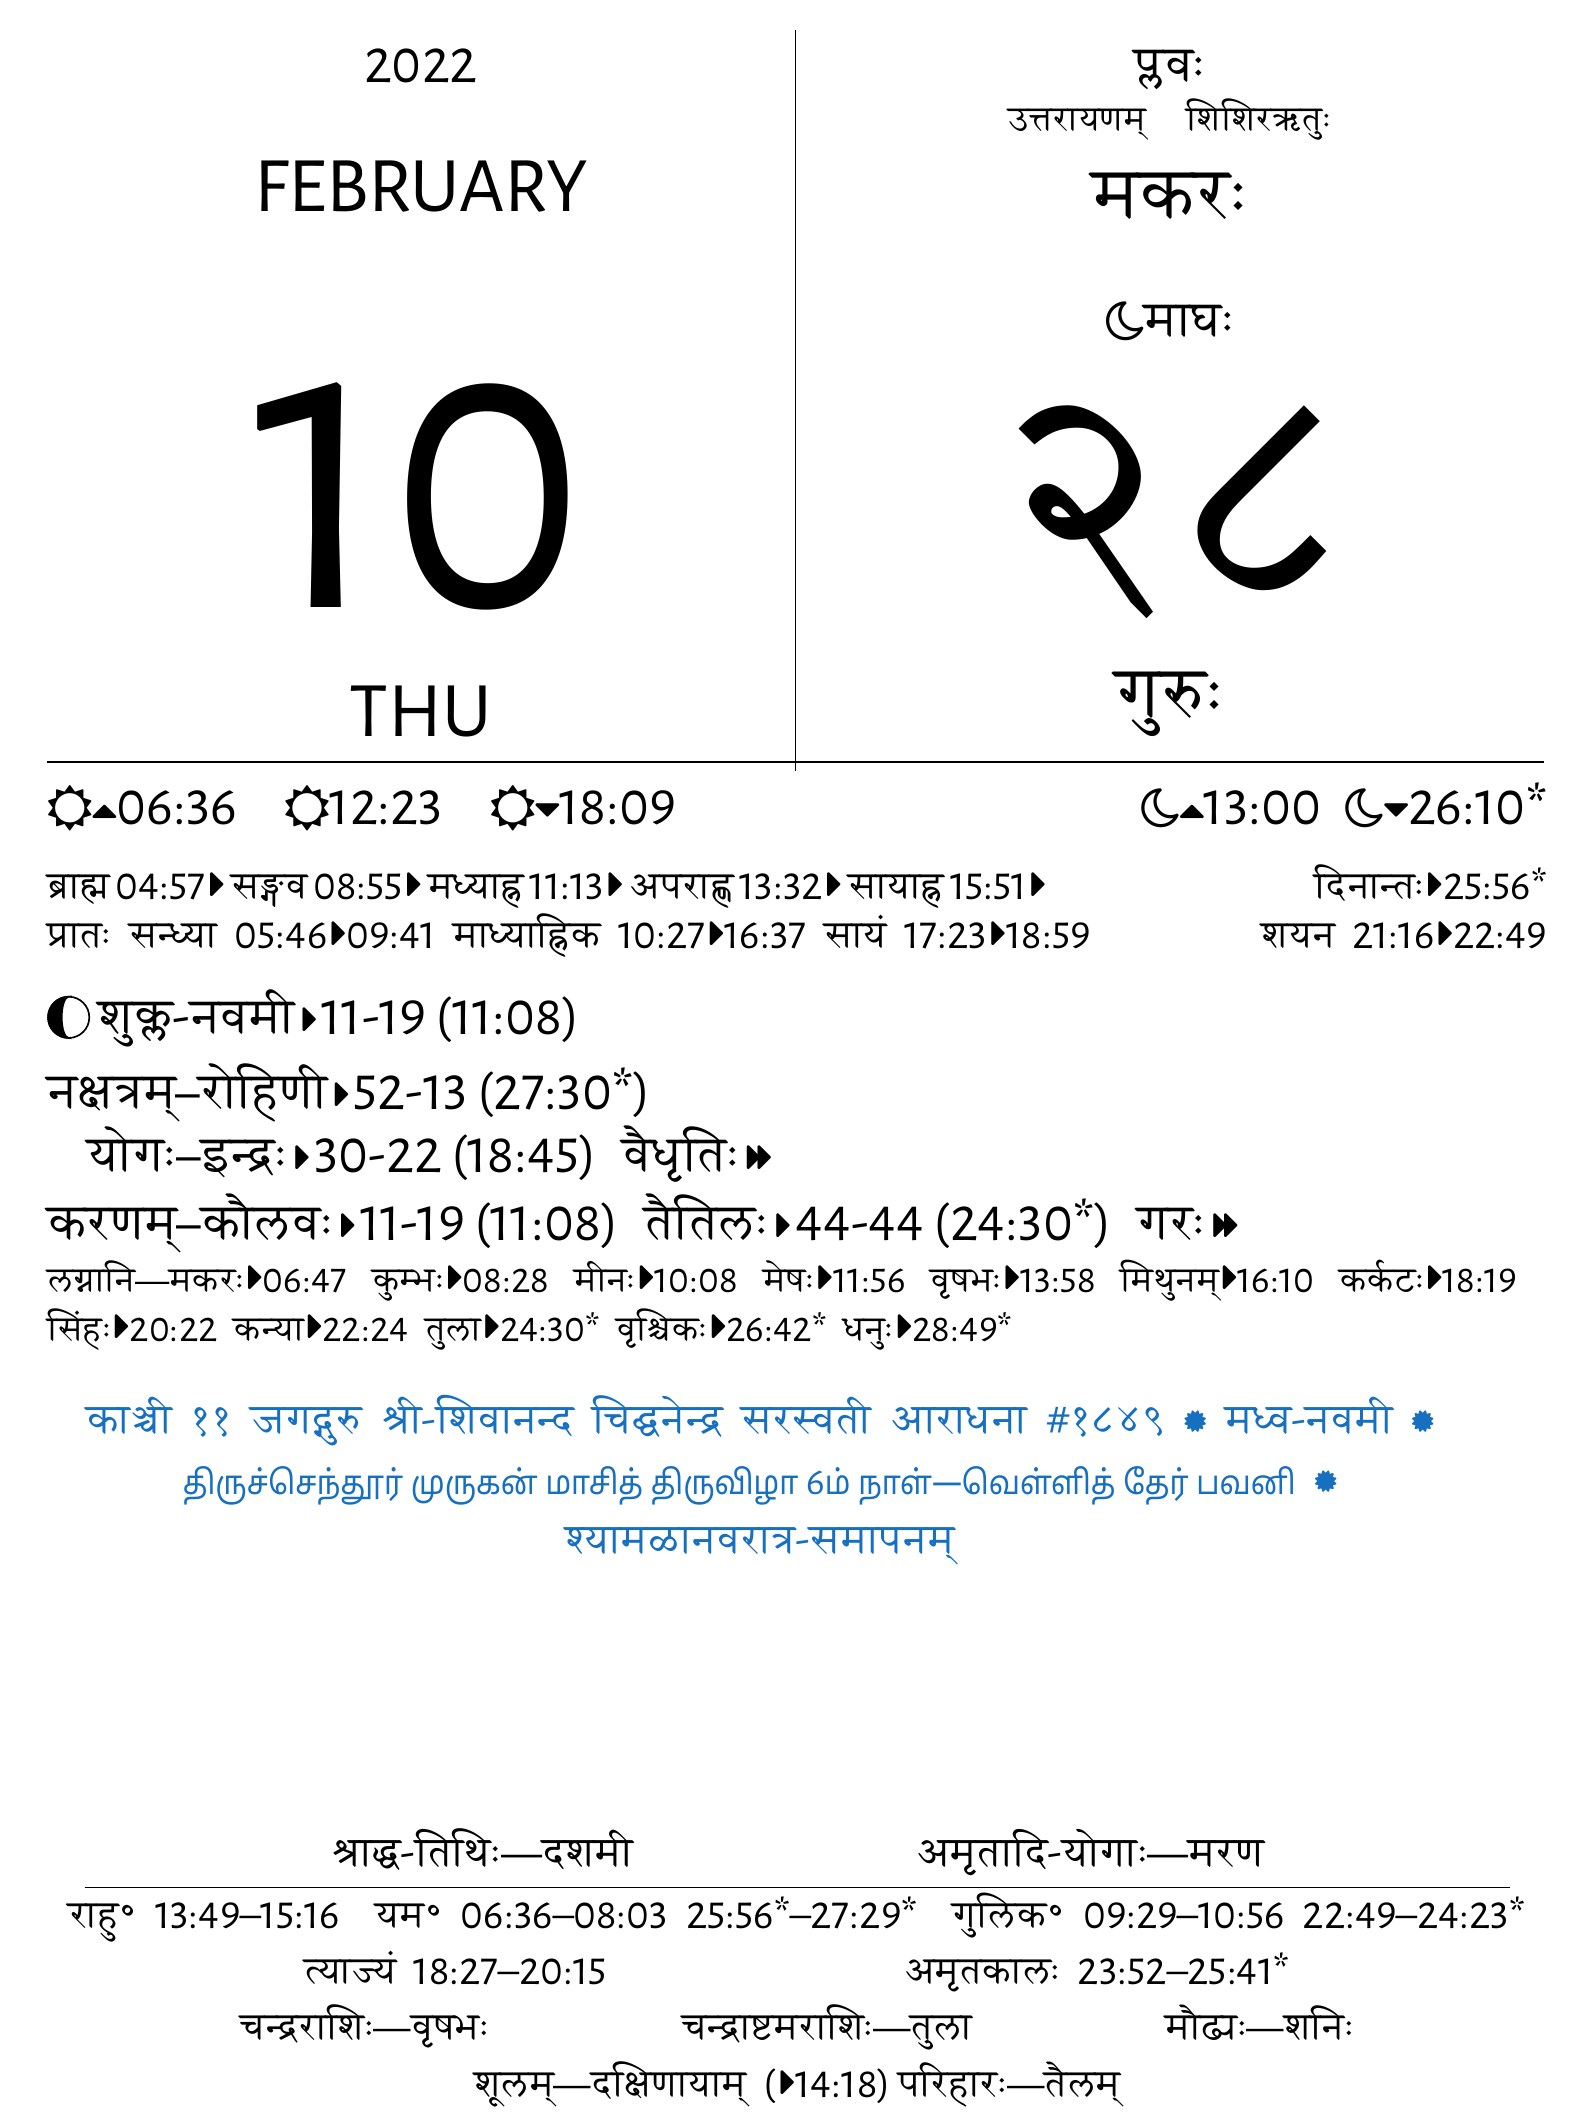 2022
FEBRUARY
10
THU
प्लवः
उत्तरायणम् शिशिरऋतुः
मकरः
माघः
२८
गुरुः
06:36 12:23 18:09 13:00 26:10*
ब्राह्म 04:57 सङ्गव 08:55 मध्याह्न 11:13 अपराह्ण 13:32 सायाह्न 15:51 दिनान्तः 25:56*
प्रातः सन्ध्या 05:46 09:41 माध्याह्निक 10:27 16:37 सायं 17:23 18:59 शयन 21:16 22:49
शुक्ल-नवमी 11-19 (11:08)
नक्षत्रम्–रोहिणी 52-13 (27:30*)
योगः–इन्द्रः 30-22 (18:45) वैधृतिः
करणम्–कौलवः 11-19 (11:08) तैतिलः 44-44 (24:30*) गरः
लग्नानि—मकरः 06:47 कुम्भः 08:28 मीनः 10:08 मेषः 11:56 वृषभः 13:58 मिथुनम् 16:10 कर्कटः 18:19
सिंहः 20:22 कन्या 22:24 तुला 24:30* वृश्चिकः 26:42* धनुः 28:49*
काञ्ची ११ जगद्गुरु श्री-शिवानन्द चिद्घनेन्द्र सरस्वती आराधना #१८४९ ✹ मध्व-नवमी ✹
திருச்செந்தூர் முருகன் மாசித் திருவிழா 6ம் நாள்—வெள்ளித் தேர் பவனி ✹
श्यामळानवरात्र-समापनम्
श्राद्ध-तिथिः—दशमी अमृतादि-योगाः—मरण
राहु॰ 13:49–15:16 यम॰ 06:36–08:03 25:56*–27:29* गुलिक॰ 09:29–10:56 22:49–24:23*
त्याज्यं 18:27–20:15 अमृतकालः 23:52–25:41*
चन्द्रराशिः—वृषभः चन्द्राष्टमराशिः—तुला मौढ्यः—शनिः
शूलम्—दक्षिणायाम् (14:18) परिहारः—तैलम्